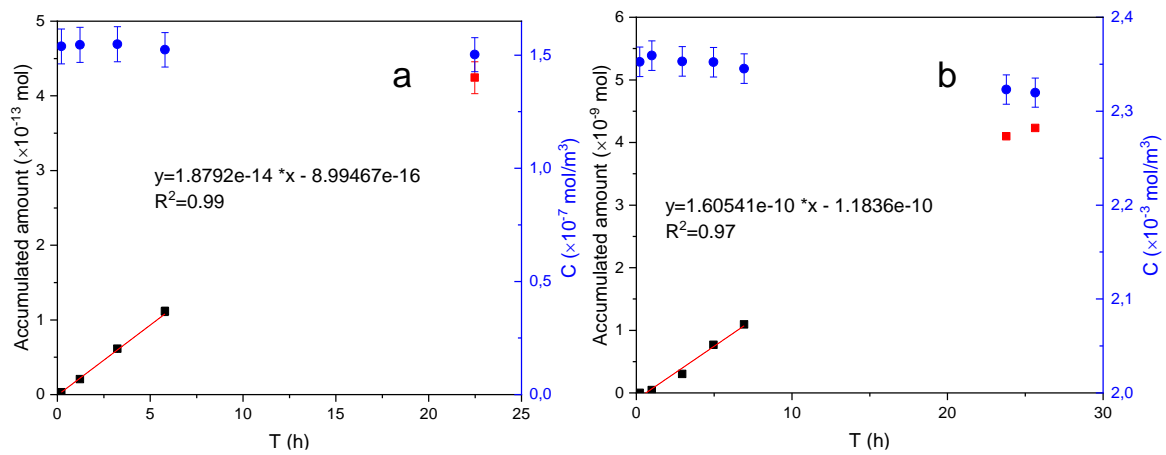 a
Accumulated amount (×10-13 mol)
5
4
3
2
1
0
y=1.8792e-14 *x - 8.99467e-16
R2=0.99
C (×10-7 mol/m3)
1,5
1,0
0,5
0,0
0 5 10 15 20 25
T (h)
b
Accumulated amount (×10-9 mol)
6
5
4
3
2
1
0
y=1.60541e-10 *x - 1.1836e-10
R2=0.97
C (×10-3 mol/m3)
2,4
2,3
2,2
2,1
2,0
0 10 20 30
T (h)